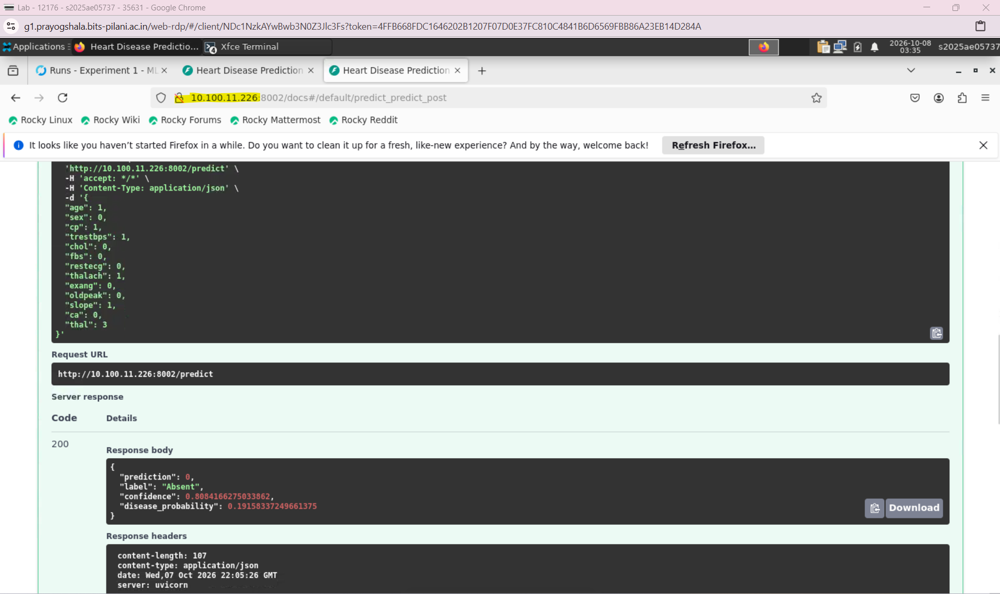 Lab - 12176 - s2025ae05737 - 35631 - Google Chrome
g1.prayogshala.bits-pilani.ac.in/web-rdp/#/client/NDc1NzkAYwBwb3N0Z3Jlc3Fs?token=4FFB668FDC1646202B1207F07D0E37FC810C4841B6D6569FBB86A23EB14D284A
Applications Heart Disease Predictio... 4 Xfce Terminal 2026-10-08 03:35 s2025ae05737
Runs - Experiment 1 - ML Heart Disease Prediction Heart Disease Prediction
10.100.11.226:8002/docs#/default/predict_predict_post
Rocky Linux Rocky Wiki Rocky Forums Rocky Mattermost Rocky Reddit
It looks like you haven’t started Firefox in a while. Do you want to clean it up for a fresh, like-new experience? And by the way, welcome back! Refresh Firefox...
'http://10.100.11.226:8002/predict' \
-H 'accept: */*' \
-H 'Content-Type: application/json' \
-d '{
"age": 1,
"sex": 0,
"cp": 1,
"trestbps": 1,
"chol": 0,
"fbs": 0,
"restecg": 0,
"thalach": 1,
"exang": 0,
"oldpeak": 0,
"slope": 1,
"ca": 0,
"thal": 3
}'
Request URL
http://10.100.11.226:8002/predict
Server response
Code Details
200
Response body
{
"prediction": 0,
"label": "Absent",
"confidence": 0.8084166275033862,
"disease_probability": 0.19158337249661375
}
Download
Response headers
content-length: 107
content-type: application/json
date: Wed,07 Oct 2026 22:05:26 GMT
server: uvicorn